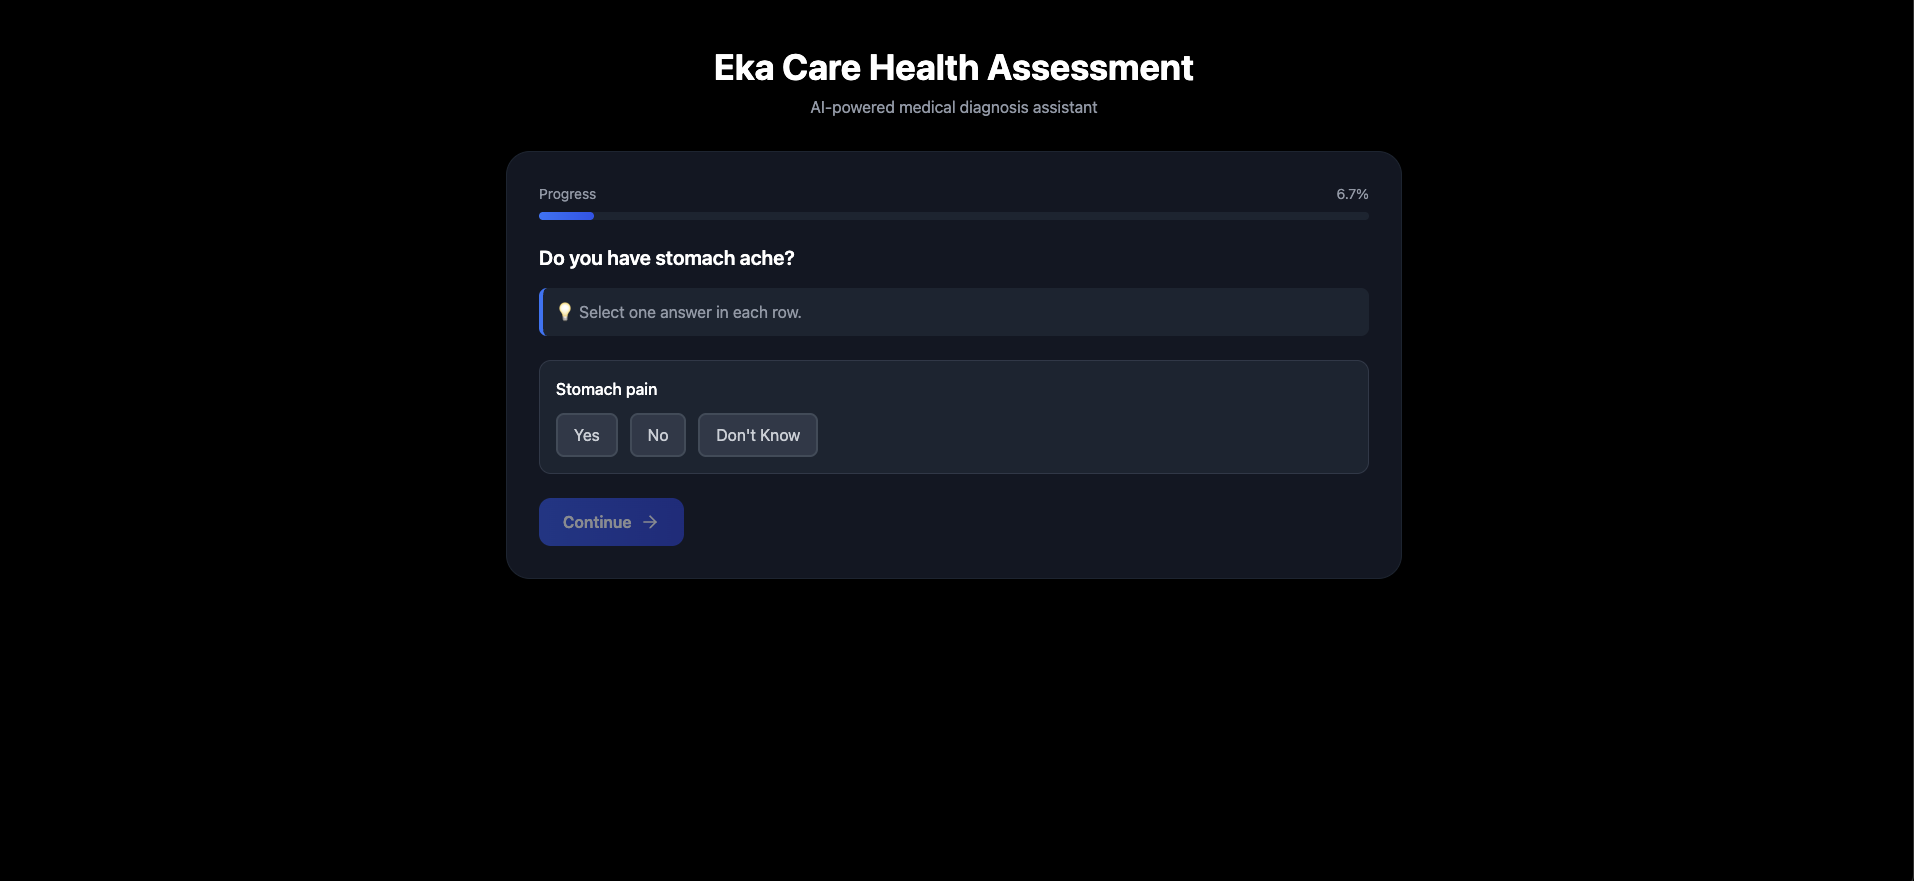 Eka Care Health Assessment
AI-powered medical diagnosis assistant
Progress 6.7%
Do you have stomach ache?
💡 Select one answer in each row.
Stomach pain
Yes No Don't Know
Continue →